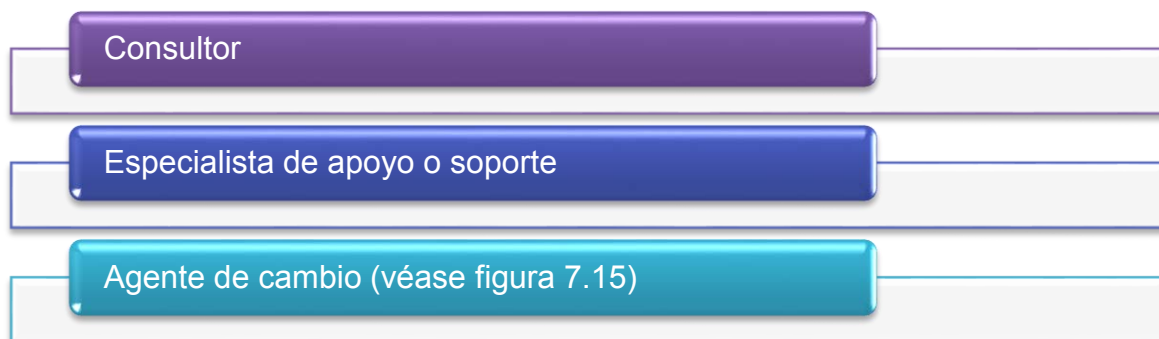 Consultor
Especialista de apoyo o soporte
Agente de cambio (véase figura 7.15)